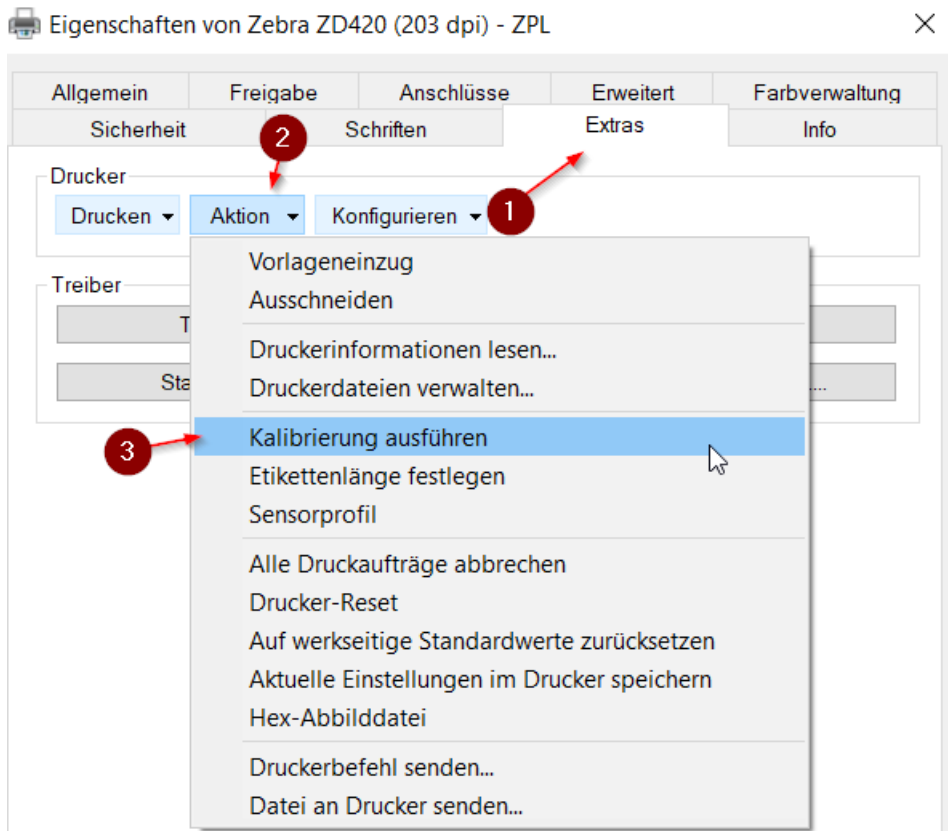 Eigenschaften von Zebra ZD420 (203 dpi) - ZPL
Allgemein Freigabe Anschlüsse Erweitert Farbverwaltung
Sicherheit Schriften Extras Info
2
Drucker
1
Drucken Aktion Konfigurieren
Treiber
Vorlageneinzug
Ausschneiden
T
Druckerinformationen lesen...
Sta
Druckerdateien verwalten...
...
3
Kalibrierung ausführen
Etikettenlänge festlegen
Sensorprofil
Alle Druckaufträge abbrechen
Drucker-Reset
Auf werkseitige Standardwerte zurücksetzen
Aktuelle Einstellungen im Drucker speichern
Hex-Abbilddatei
Druckerbefehl senden...
Datei an Drucker senden...